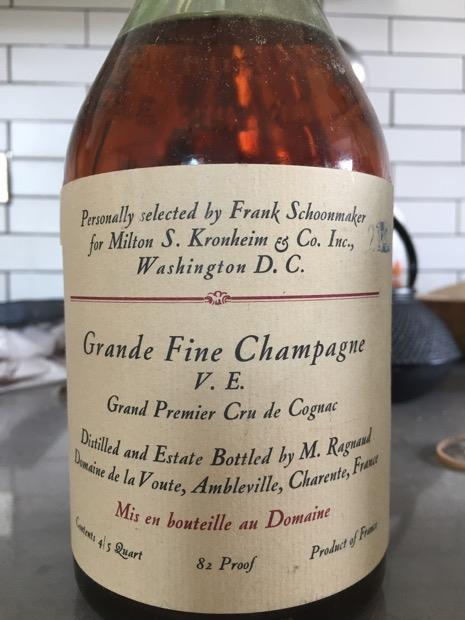 Personally selected by Frank Schoonmaker
for Milton S. Kronheim & Co. Inc.,
Washington D. C.
Grande Fine Champagne
V. E.
Grand Premier Cru de Cognac
Distilled and Estate Bottled by M. Ragnaud
Domaine de la Voute, Ambleville, Charente, France
Mis en bouteille au Domaine
Contents 4/5 Quart
82 Proof
Product of France